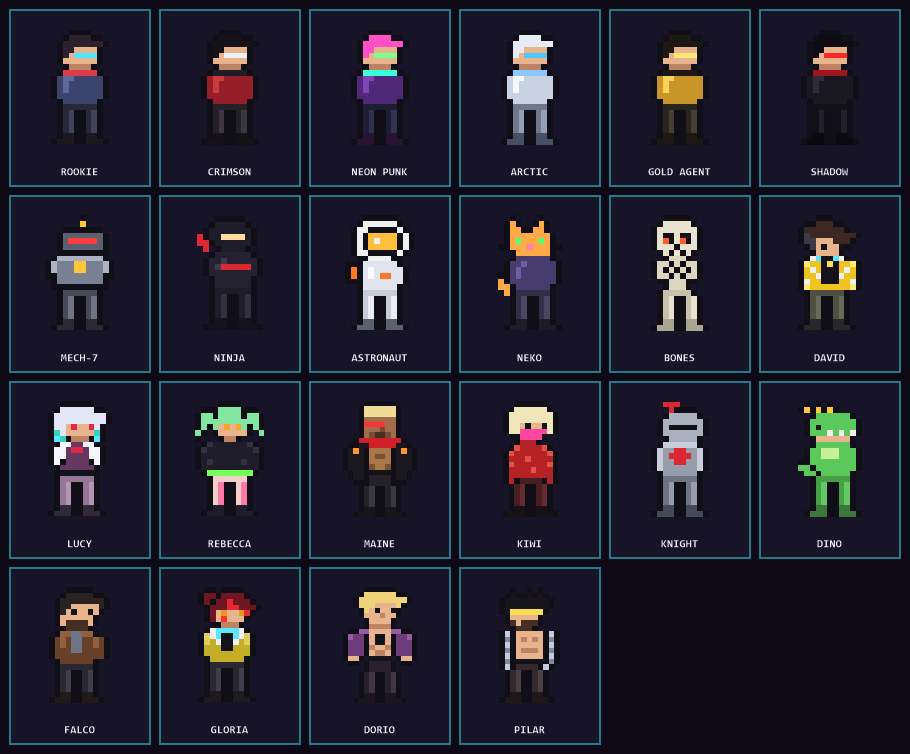 ROOKIE
CRIMSON
NEON PUNK
ARCTIC
GOLD AGENT
SHADOW
MECH-7
NINJA
ASTRONAUT
NEKO
BONES
DAVID
LUCY
REBECCA
MAINE
KIWI
KNIGHT
DINO
FALCO
GLORIA
DORIO
PILAR